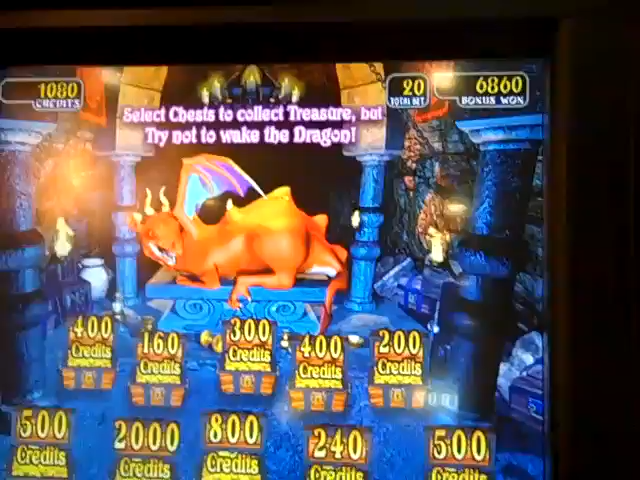 1080
CREDITS
20
TOTAL BET
6860
BONUS WON
Select Chests to collect Treasure, but
Try not to wake the Dragon!
400
Credits
160
Credits
300
Credits
400
Credits
200
Credits
500
Credits
2000
Credits
800
Credits
240
Credits
500
Credits